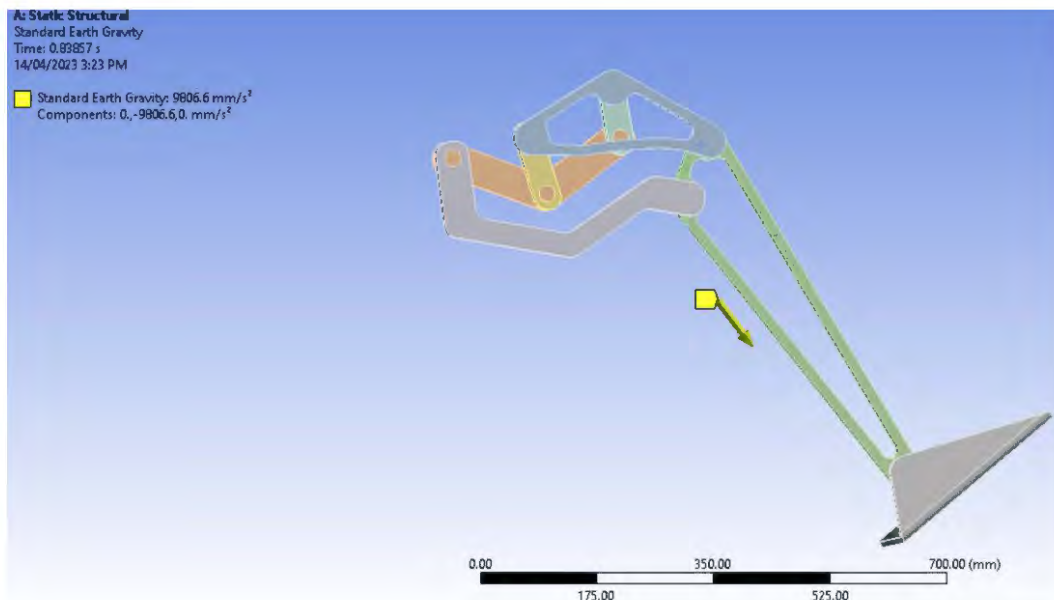 A: Static Structural
Standard Earth Gravity
Time: 0.83857 s
14/04/2023 3:23 PM
Standard Earth Gravity: 9806.6 mm/s²
Components: 0.,-9806.6,0. mm/s²
0.00 350.00 700.00 (mm)
175.00 525.00